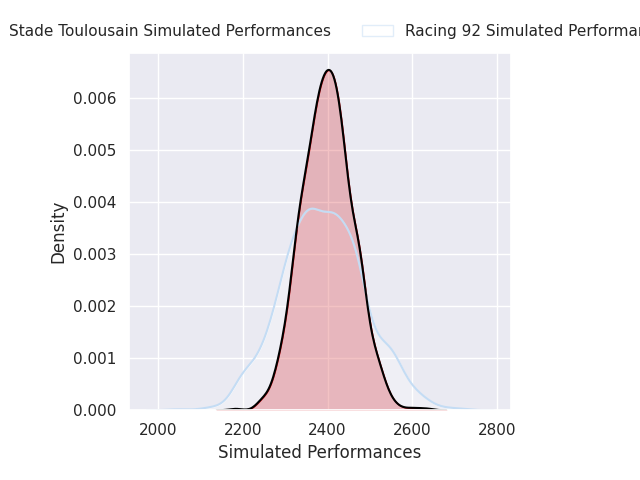 Stade Toulousain Simulated Performances Racing 92 Simulated
0.006
0.005
0.004
0.003
0.002
0.001
0.000
Density
2000 2200 2400 2600 2800
Simulated Performances